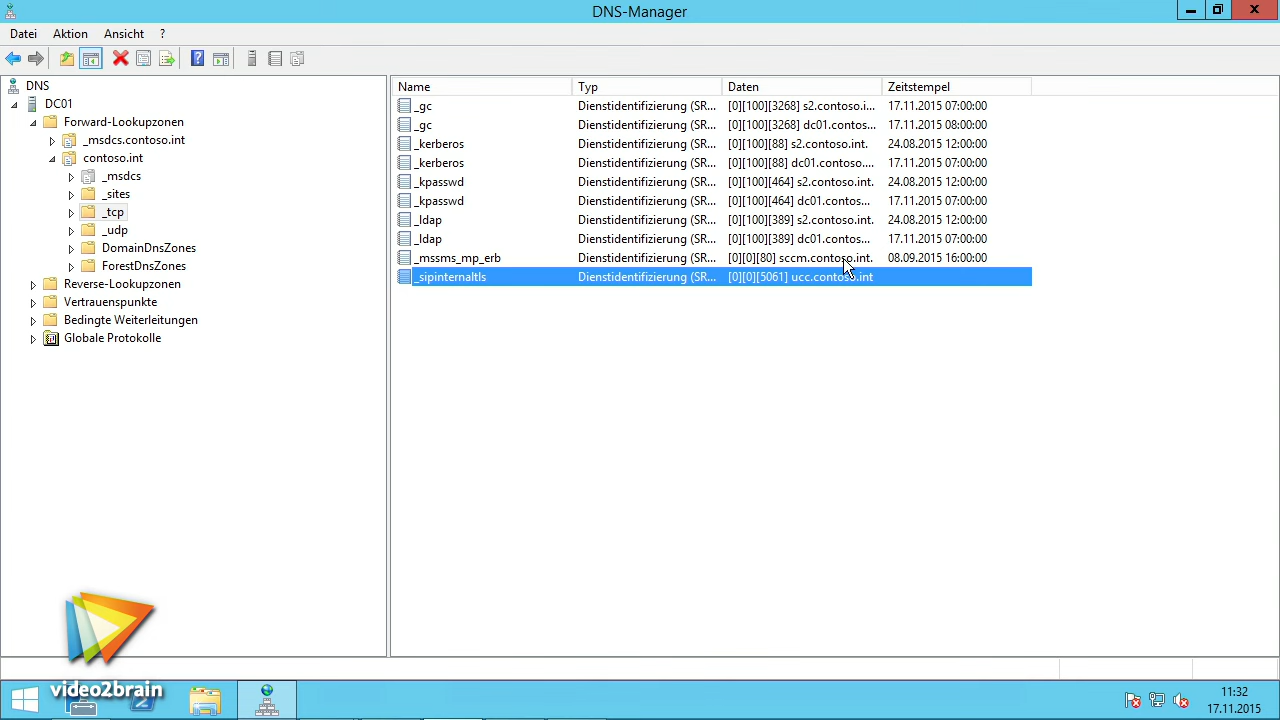 DNS-Manager
Datei Aktion Ansicht ?
DNS
DC01
Forward-Lookupzonen
_msdcs.contoso.int
contoso.int
_msdcs
_sites
_tcp
_udp
DomainDnsZones
ForestDnsZones
Reverse-Lookupzonen
Vertrauenspunkte
Bedingte Weiterleitungen
Globale Protokolle
Name Typ Daten Zeitstempel
_gc Dienstidentifizierung (SR... [0][100][3268] s2.contoso.i... 17.11.2015 07:00:00
_gc Dienstidentifizierung (SR... [0][100][3268] dc01.contos... 17.11.2015 08:00:00
_kerberos Dienstidentifizierung (SR... [0][100][88] s2.contoso.int. 24.08.2015 12:00:00
_kerberos Dienstidentifizierung (SR... [0][100][88] dc01.contoso.... 17.11.2015 07:00:00
_kpasswd Dienstidentifizierung (SR... [0][100][464] s2.contoso.int. 24.08.2015 12:00:00
_kpasswd Dienstidentifizierung (SR... [0][100][464] dc01.contos... 17.11.2015 07:00:00
_ldap Dienstidentifizierung (SR... [0][100][389] s2.contoso.int. 24.08.2015 12:00:00
_ldap Dienstidentifizierung (SR... [0][100][389] dc01.contos... 17.11.2015 07:00:00
_mssms_mp_erb Dienstidentifizierung (SR... [0][0][80] sccm.contoso.int. 08.09.2015 16:00:00
_sipinternaltls Dienstidentifizierung (SR... [0][0][5061] ucc.contoso.int
video2brain
11:32
17.11.2015